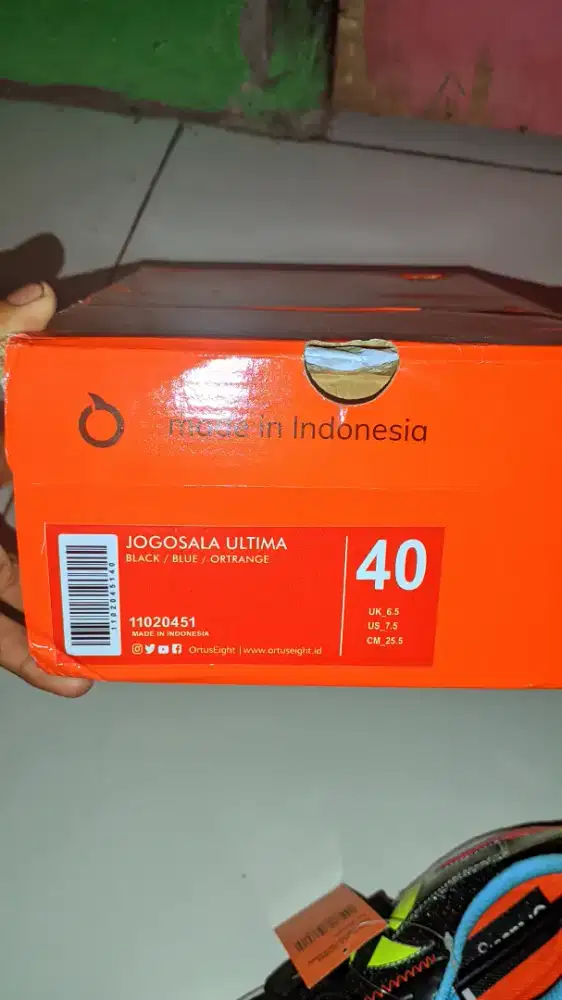 made in Indonesia
JOGOSALA ULTIMA
BLACK / BLUE / ORTRANGE
40
UK_6.5
US_7.5
CM_25.5
11020451
MADE IN INDONESIA
OrtusEight | www.ortuseight.id
1102045140